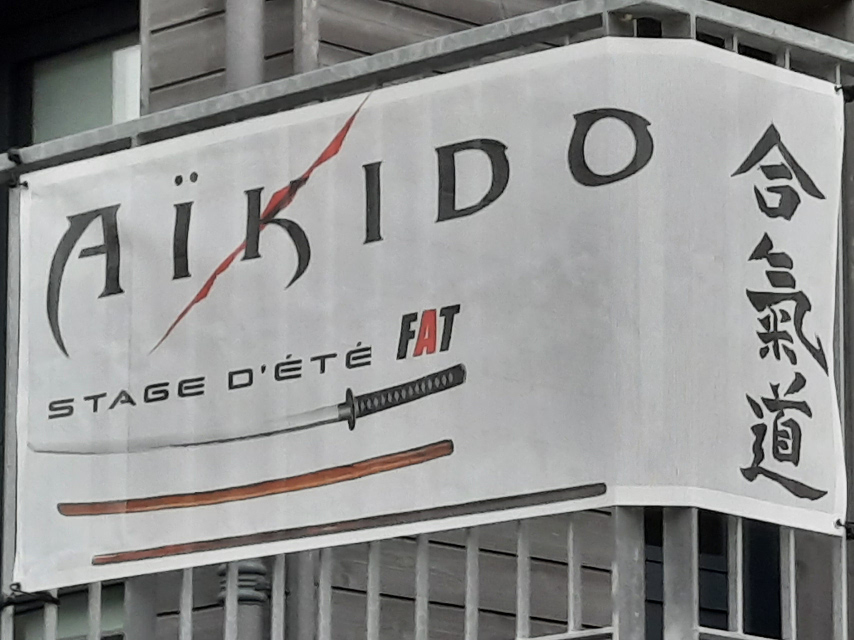 AÏKIDO
STAGE D'ÉTÉ FAT
合氣道